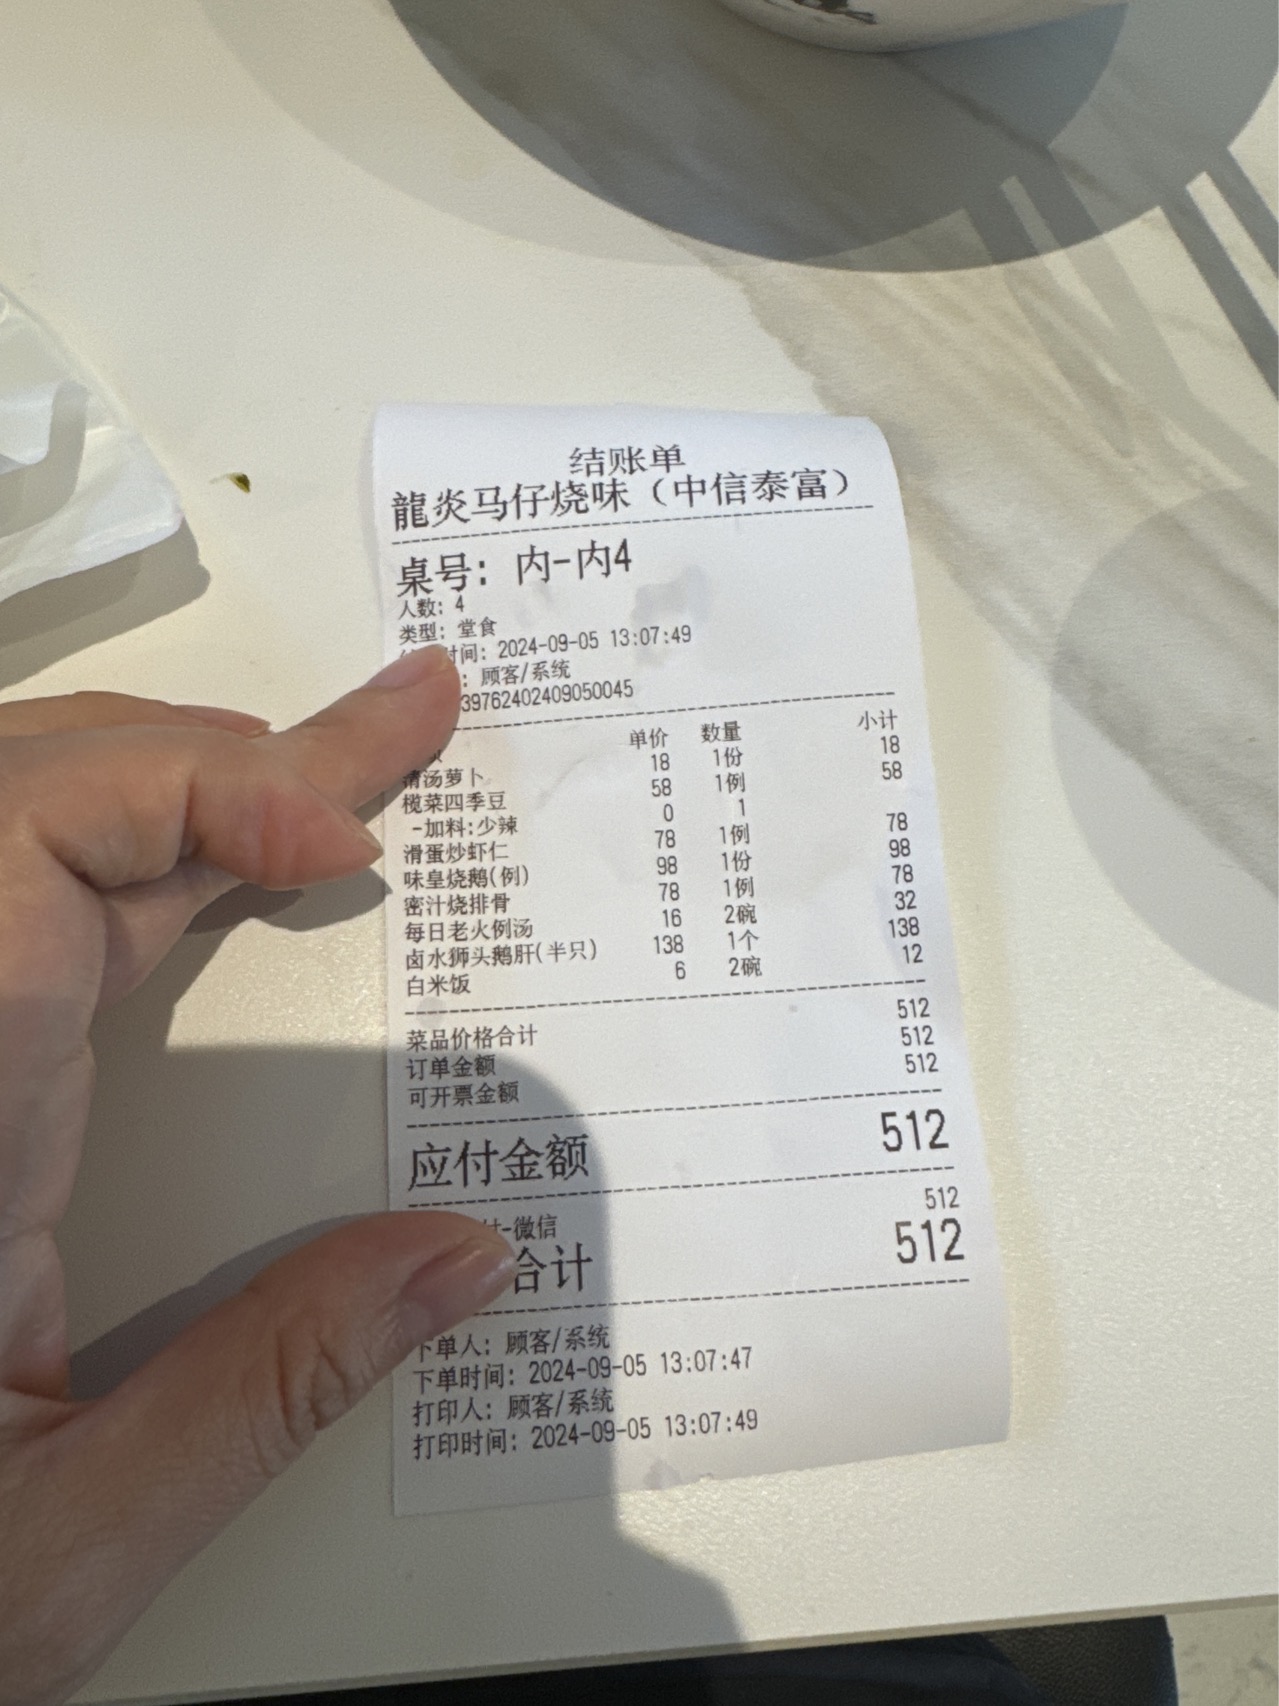 结账单
龍炎马仔烧味（中信泰富）
桌号：内-内4
人数：4
类型：堂食
时间：2024-09-05 13:07:49
：顾客/系统
39762402409050045
单价 数量 小计
清汤萝卜 18 1份 18
榄菜四季豆 58 1例 58
-加料:少辣 0 1
滑蛋炒虾仁 78 1例 78
味皇烧鹅(例) 98 1份 98
密汁烧排骨 78 1例 78
每日老火例汤 16 2碗 32
卤水狮头鹅肝(半只) 138 1个 138
白米饭 6 2碗 12
菜品价格合计 512
订单金额 512
可开票金额 512
应付金额 512
付-微信 512
合计 512
下单人：顾客/系统
下单时间：2024-09-05 13:07:47
打印人：顾客/系统
打印时间：2024-09-05 13:07:49